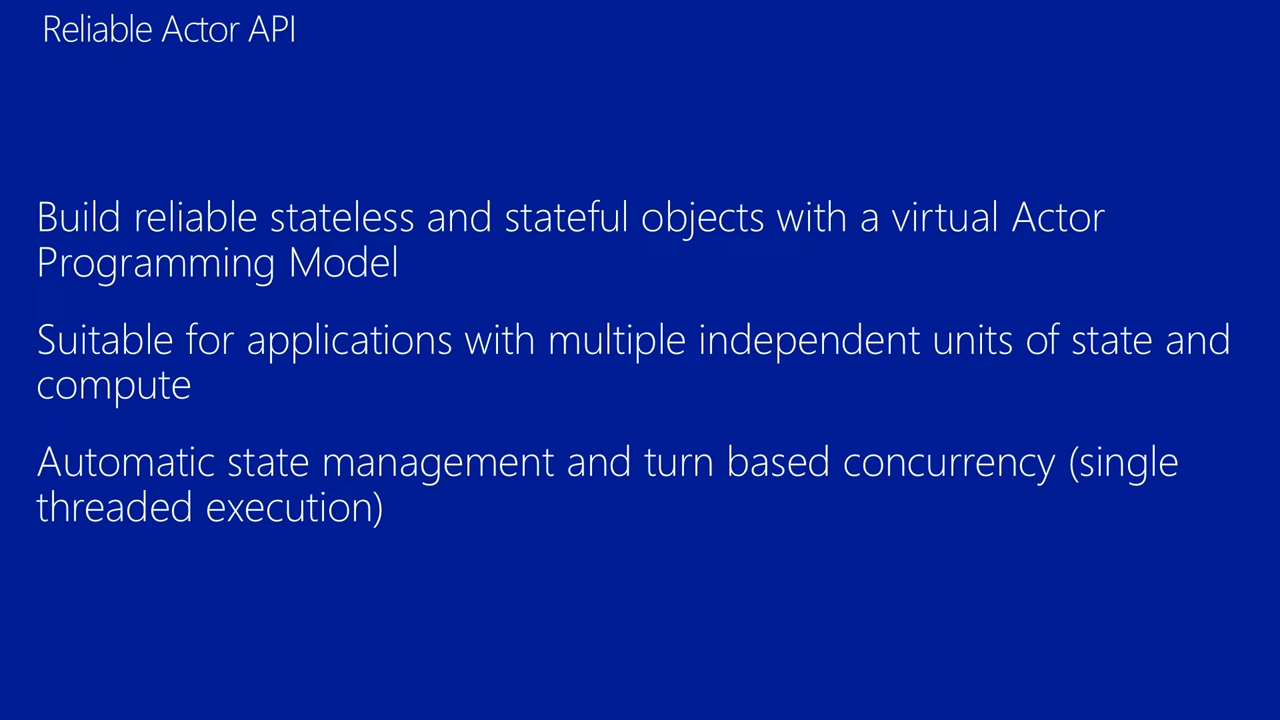 Reliable Actor API
Build reliable stateless and stateful objects with a virtual Actor
Programming Model
Suitable for applications with multiple independent units of state and
compute
Automatic state management and turn based concurrency (single
threaded execution)